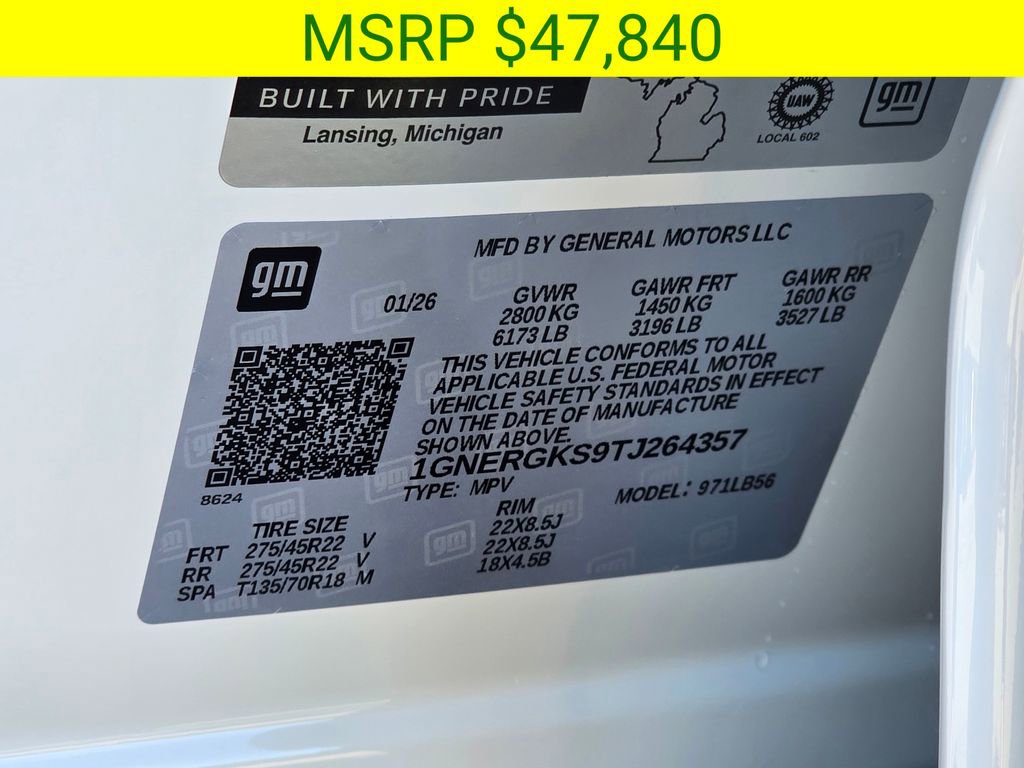 MSRP $47,840
BUILT WITH PRIDE
Lansing, Michigan
UAW
LOCAL 602
gm
gm
MFD BY GENERAL MOTORS LLC
01/26
GVWR
2800 KG
6173 LB
GAWR FRT
1450 KG
3196 LB
GAWR RR
1600 KG
3527 LB
THIS VEHICLE CONFORMS TO ALL
APPLICABLE U.S. FEDERAL MOTOR
VEHICLE SAFETY STANDARDS IN EFFECT
ON THE DATE OF MANUFACTURE
SHOWN ABOVE.
1GNERGKS9TJ264357
8624
TYPE: MPV
MODEL: 971LB56
TIRE SIZE RIM
FRT 275/45R22 V 22X8.5J
RR 275/45R22 V 22X8.5J
SPA T135/70R18 M 18X4.5B